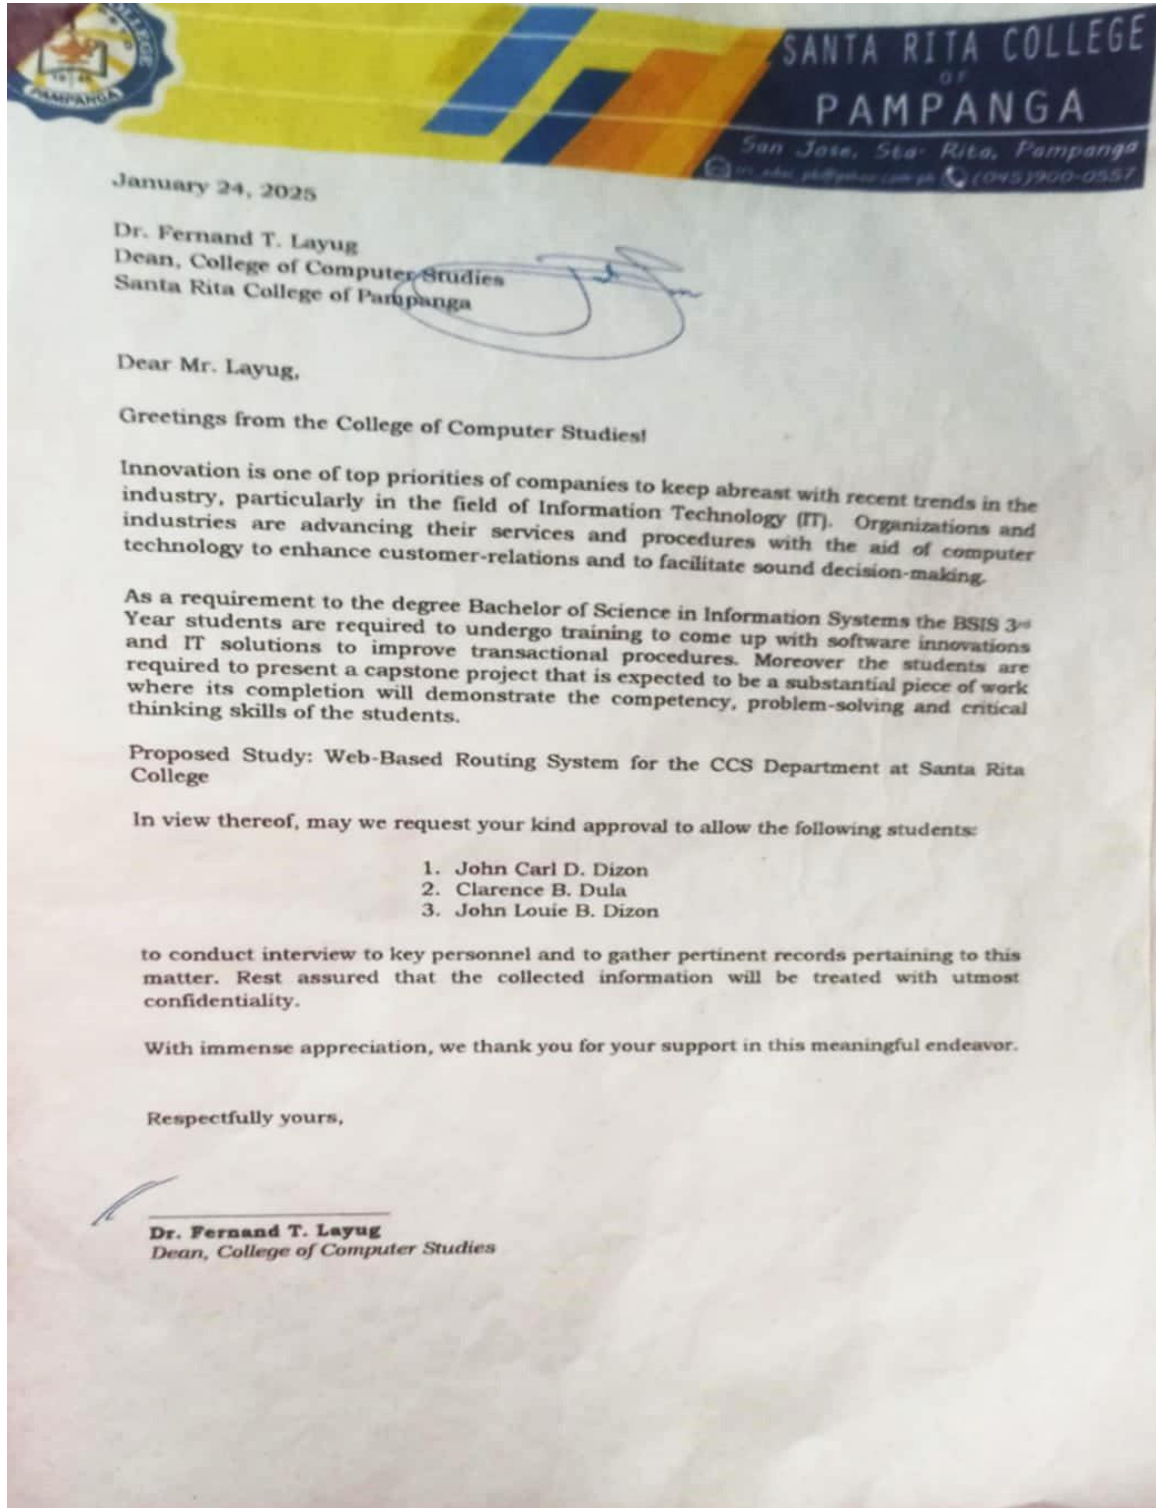 COLLEGE
PAMPANGA
SANTA RITA COLLEGE
OF
PAMPANGA
San Jose, Sta. Rita, Pampanga
(045)900-0557
January 24, 2025
Dr. Fernand T. Layug
Dean, College of Computer Studies
Santa Rita College of Pampanga
Dear Mr. Layug,
Greetings from the College of Computer Studies!
Innovation is one of top priorities of companies to keep abreast with recent trends in the
industry, particularly in the field of Information Technology (IT). Organizations and
industries are advancing their services and procedures with the aid of computer
technology to enhance customer-relations and to facilitate sound decision-making.
As a requirement to the degree Bachelor of Science in Information Systems the BSIS 3rd
Year students are required to undergo training to come up with software innovations
and IT solutions to improve transactional procedures. Moreover the students are
required to present a capstone project that is expected to be a substantial piece of work
where its completion will demonstrate the competency, problem-solving and critical
thinking skills of the students.
Proposed Study: Web-Based Routing System for the CCS Department at Santa Rita
College
In view thereof, may we request your kind approval to allow the following students:
1. John Carl D. Dizon
2. Clarence B. Dula
3. John Louie B. Dizon
to conduct interview to key personnel and to gather pertinent records pertaining to this
matter. Rest assured that the collected information will be treated with utmost
confidentiality.
With immense appreciation, we thank you for your support in this meaningful endeavor.
Respectfully yours,
Dr. Fernand T. Layug
Dean, College of Computer Studies